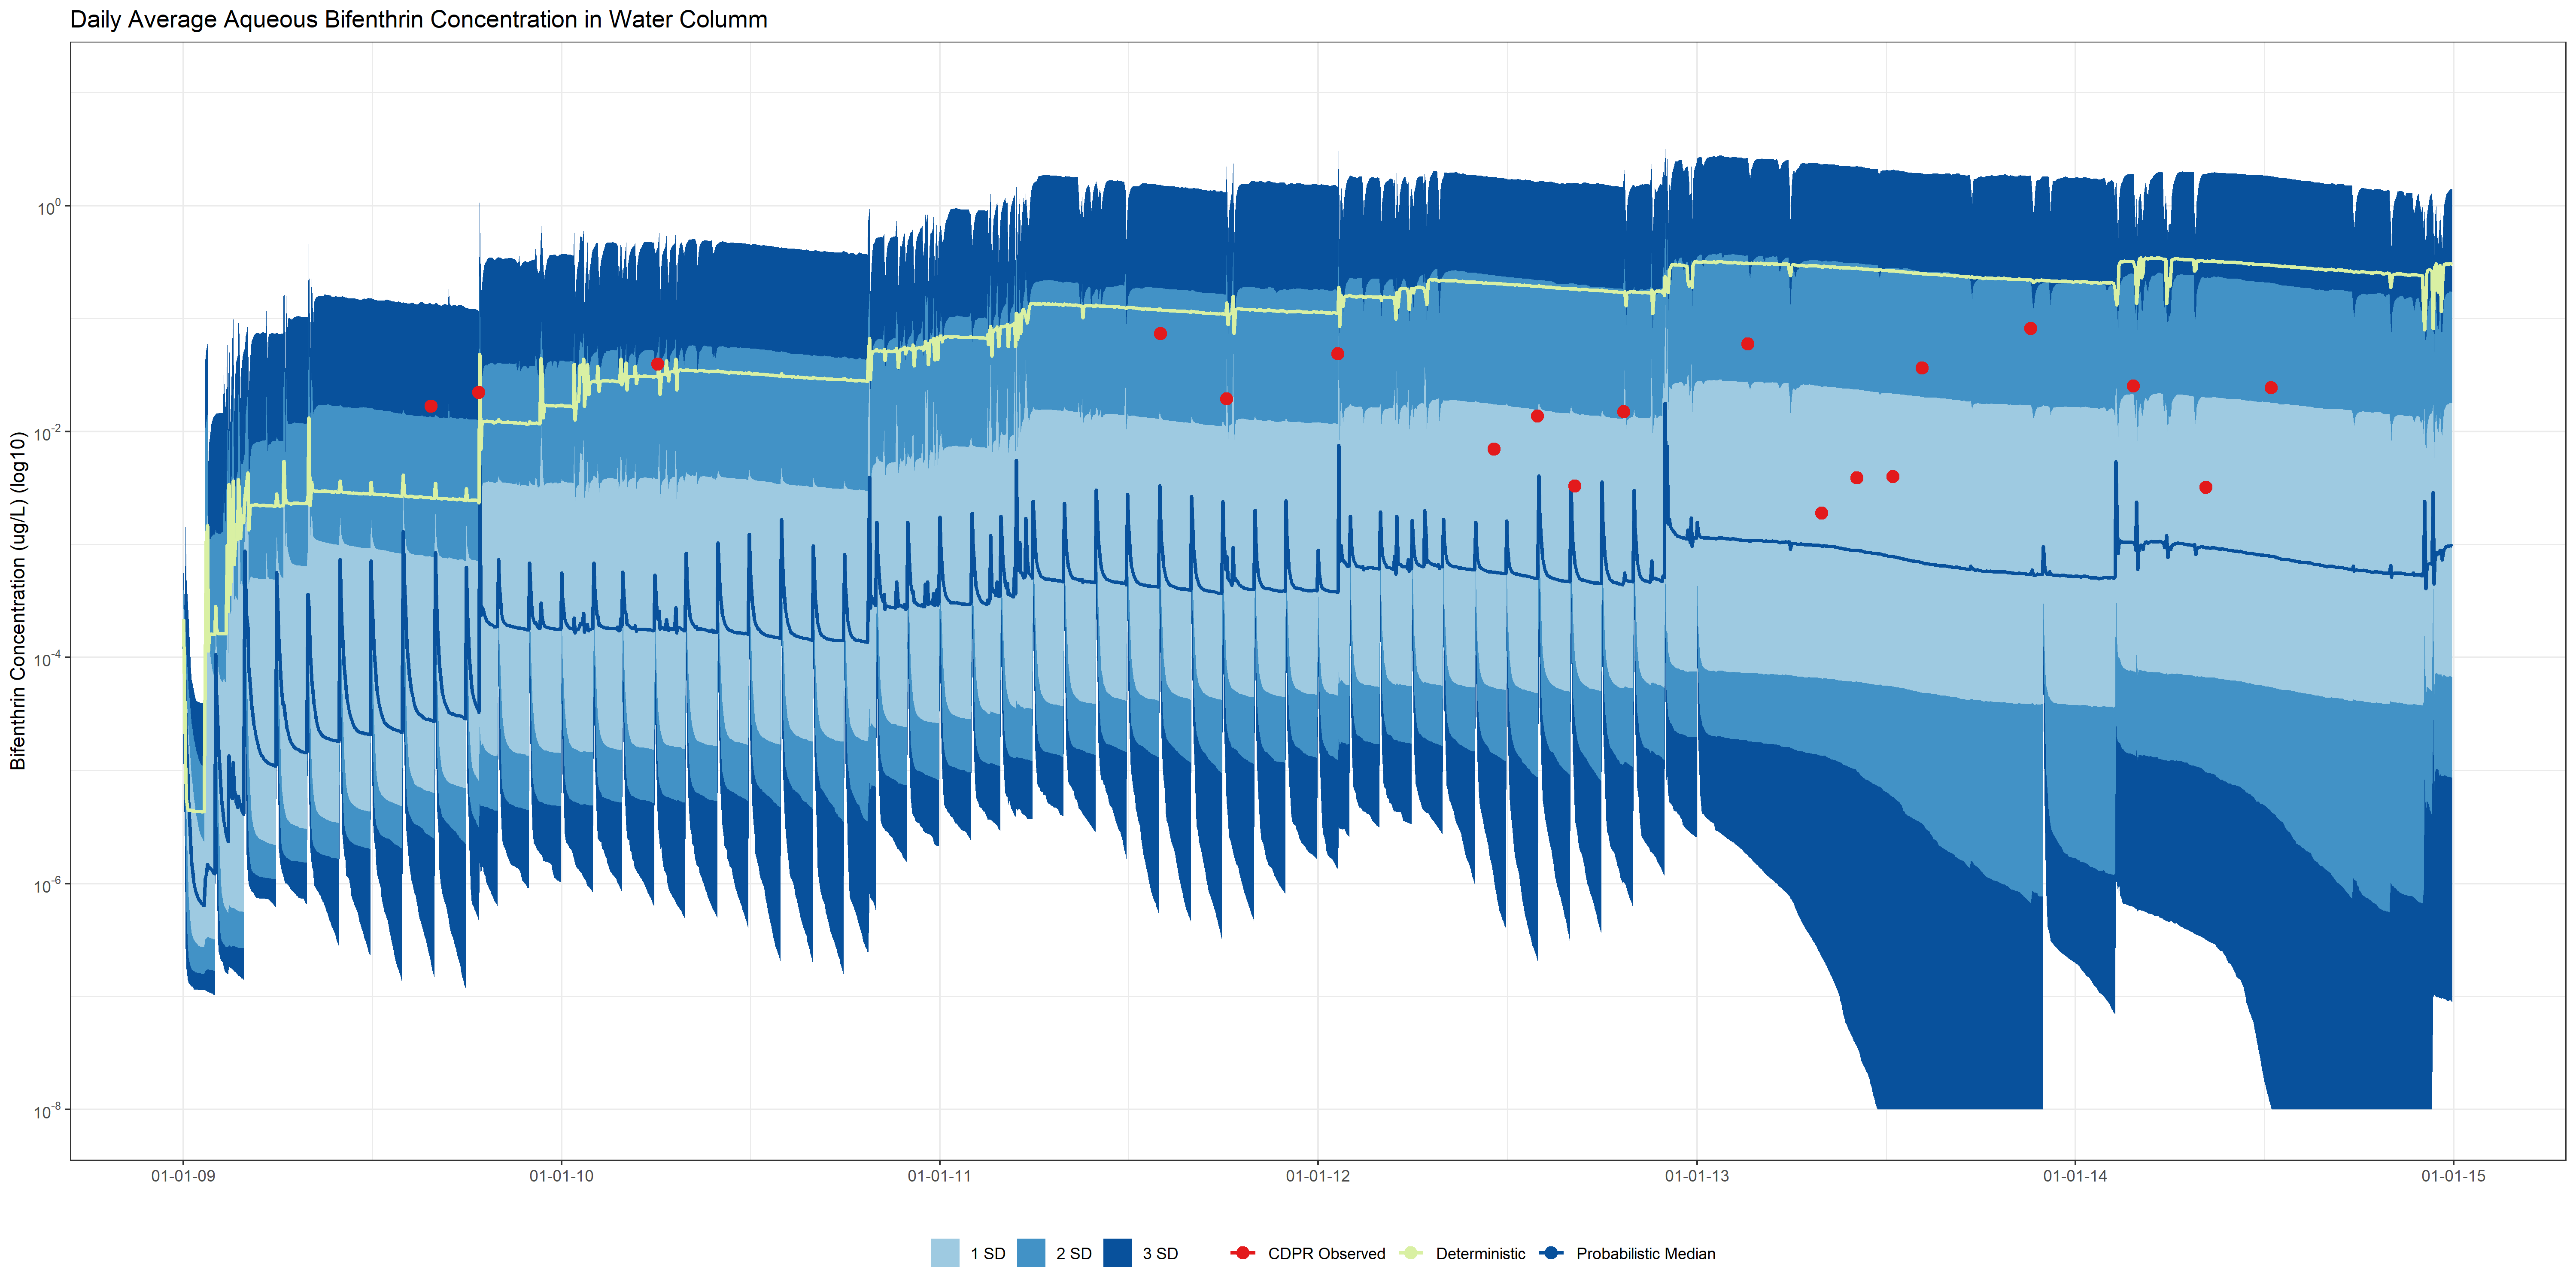 Daily Average Aqueous Bifenthrin Concentration in Water Columm
Bifenthrin Concentration (ug/L) (log10)
10^0
10^-2
10^-4
10^-6
10^-8
01-01-09
01-01-10
01-01-11
01-01-12
01-01-13
01-01-14
01-01-15
1 SD
2 SD
3 SD
CDPR Observed
Deterministic
Probabilistic Median